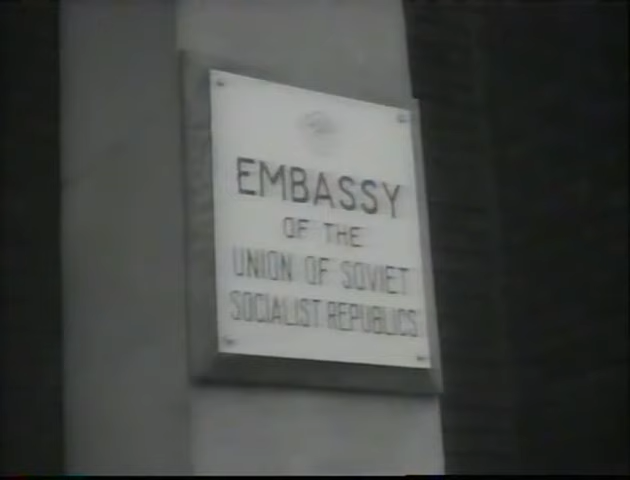 EMBASSY
OF THE
UNION OF SOVIET
SOCIALIST REPUBLICS